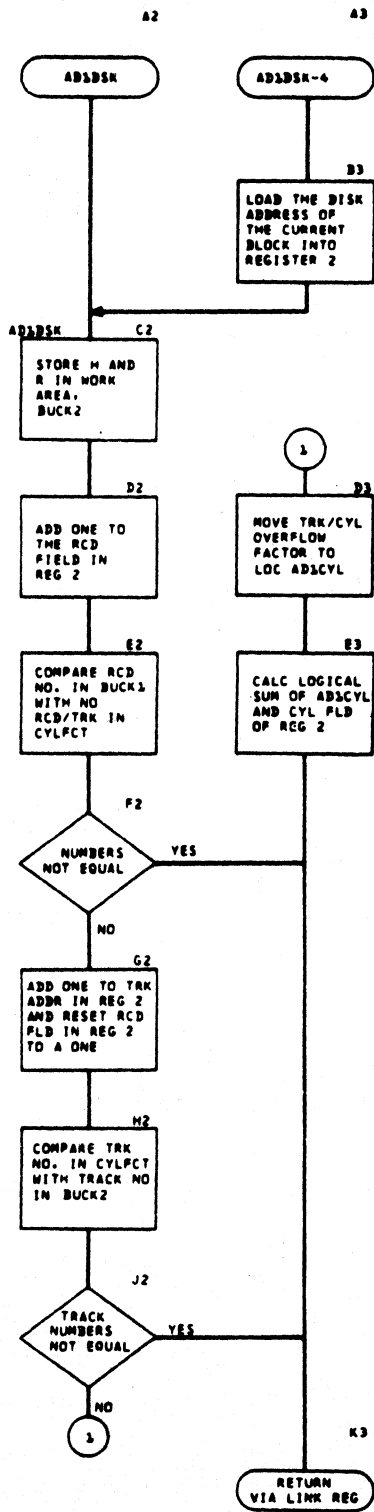 A2
A3
AD1DSK
AD1DSK-4
B3
LOAD THE DISK
ADDRESS OF
THE CURRENT
BLOCK INTO
REGISTER 2
AD1DSK
C2
STORE H AND
R IN WORK
AREA,
BUCK2
1
D2
ADD ONE TO
THE RCD
FIELD IN
REG 2
D3
MOVE TRK/CYL
OVERFLOW
FACTOR TO
LOC AD1CYL
E2
COMPARE RCD
NO. IN BUCK1
WITH NO
RCD/TRK IN
CYLFCT
E3
CALC LOGICAL
SUM OF AD1CYL
AND CYL FLD
OF REG 2
F2
NUMBERS
NOT EQUAL
YES
NO
G2
ADD ONE TO TRK
ADDR IN REG 2
AND RESET RCD
FLD IN REG 2
TO A ONE
H2
COMPARE TRK
NO. IN CYLFCT
WITH TRACK NO
IN BUCK2
J2
TRACK
NUMBERS
NOT EQUAL
YES
NO
1
K3
RETURN
VIA LINK REG